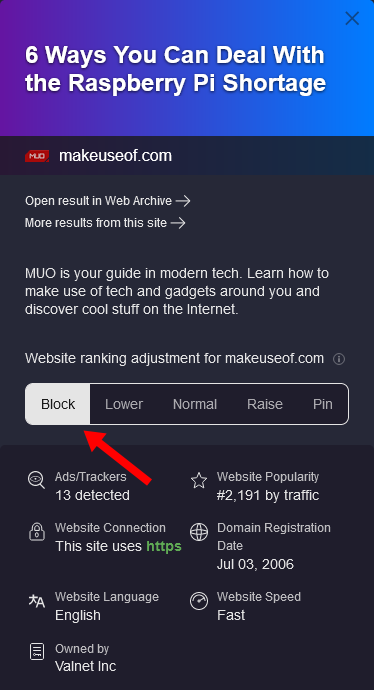 6 Ways You Can Deal With
the Raspberry Pi Shortage
MUO makeuseof.com
Open result in Web Archive
More results from this site
MUO is your guide in modern tech. Learn how to
make use of tech and gadgets around you and
discover cool stuff on the Internet.
Website ranking adjustment for makeuseof.com
Block Lower Normal Raise Pin
Ads/Trackers
13 detected
Website Popularity
#2,191 by traffic
Website Connection
This site uses https
Domain Registration
Date
Jul 03, 2006
Website Language
English
Website Speed
Fast
Owned by
Valnet Inc